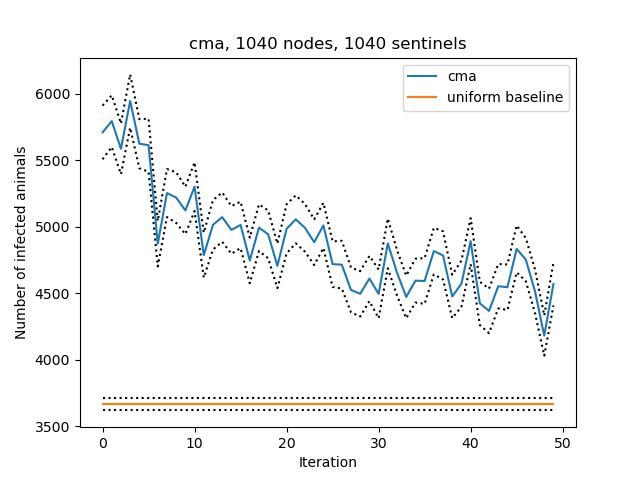 cma, 1040 nodes, 1040 sentinels
cma
uniform baseline
Number of infected animals
6000
5500
5000
4500
4000
3500
0 10 20 30 40 50
Iteration